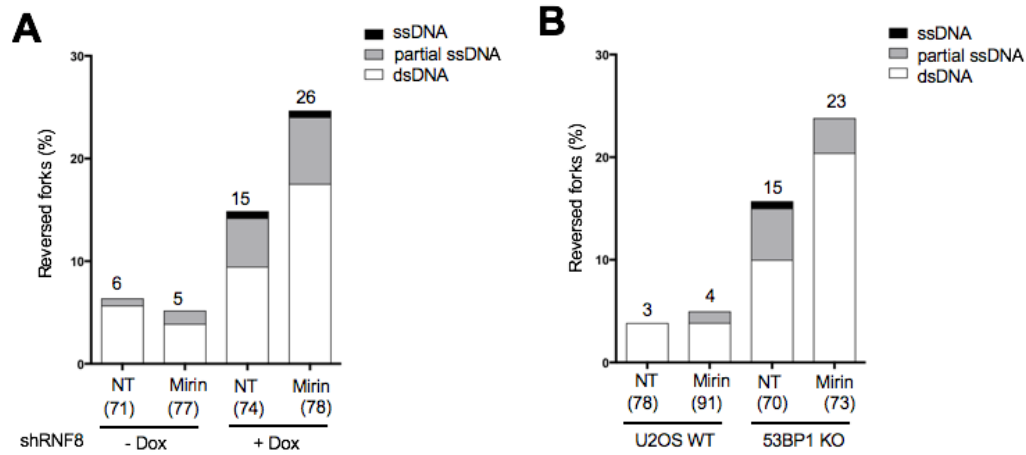 A
ssDNA
partial ssDNA
dsDNA
Reversed forks (%)
30
20
10
0
6
5
15
26
NT Mirin NT Mirin
(71) (77) (74) (78)
shRNF8 - Dox + Dox
B
ssDNA
partial ssDNA
dsDNA
Reversed forks (%)
30
20
10
0
3
4
15
23
NT Mirin NT Mirin
(78) (91) (70) (73)
U2OS WT 53BP1 KO